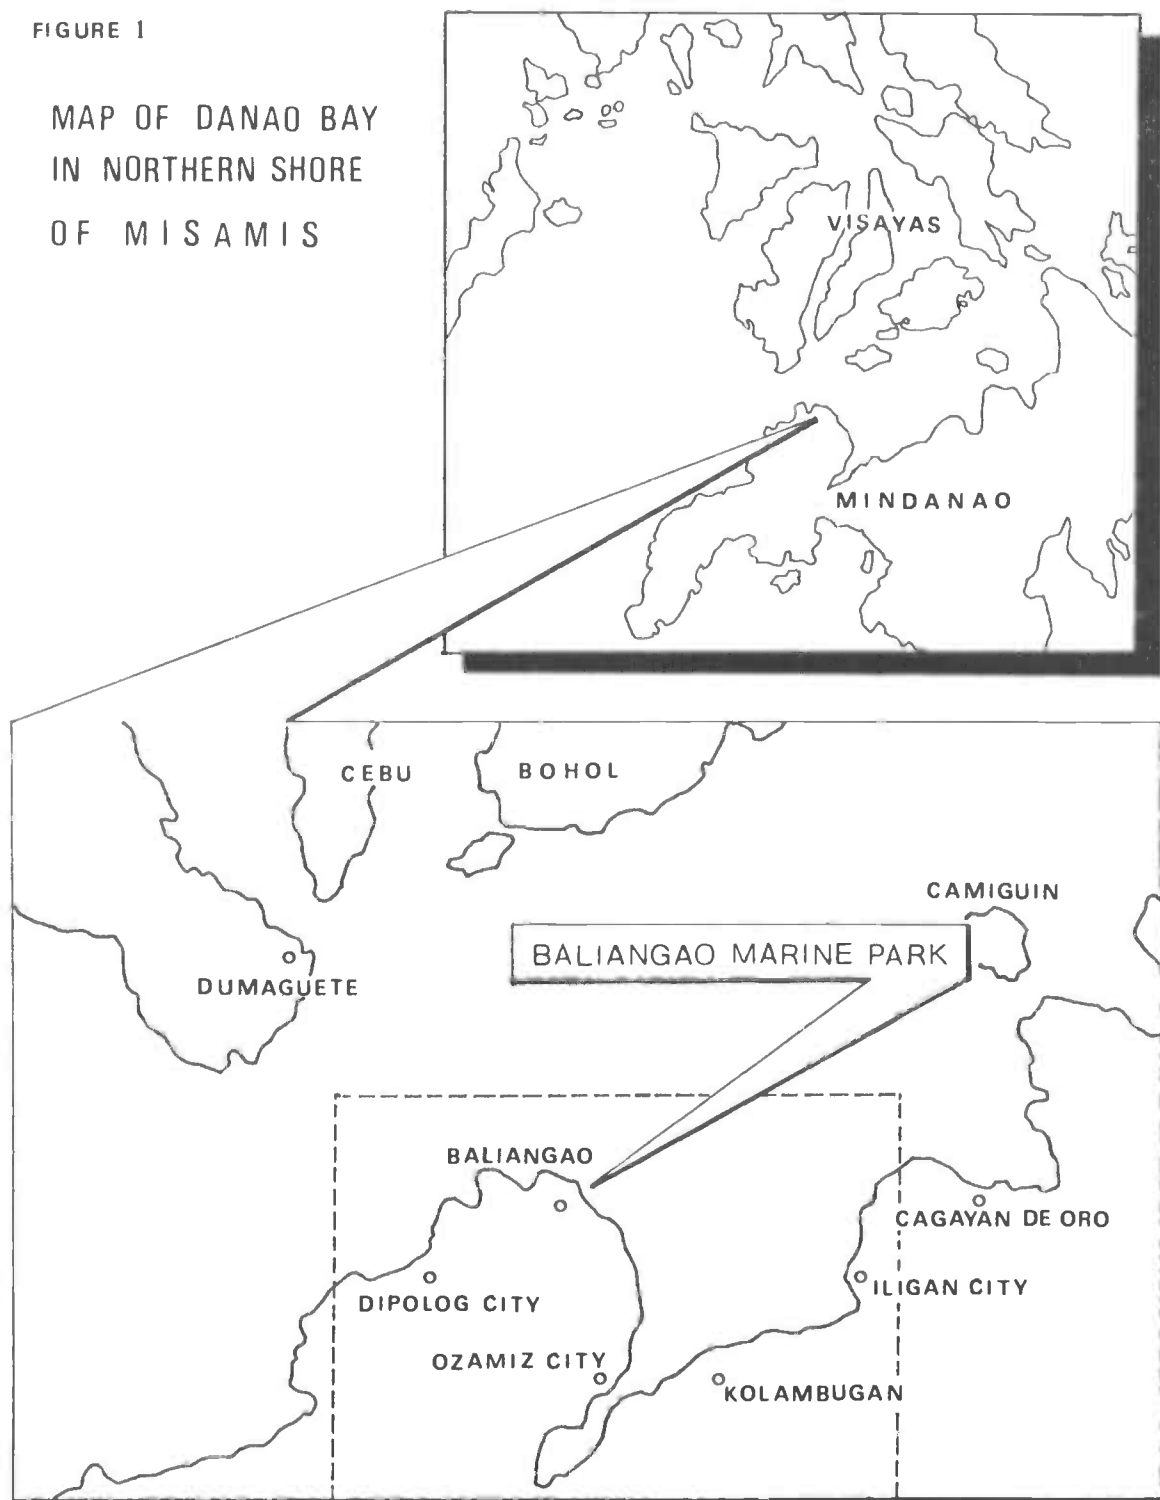 FIGURE 1
MAP OF DANAO BAY
IN NORTHERN SHORE
OF MISAMIS
VISAYAS
MINDANAO
CEBU
BOHOL
CAMIGUIN
BALIANGAO MARINE PARK
DUMAGUETE
BALIANGAO
CAGAYAN DE ORO
DIPOLOG CITY
ILIGAN CITY
OZAMIZ CITY
KOLAMBUGAN